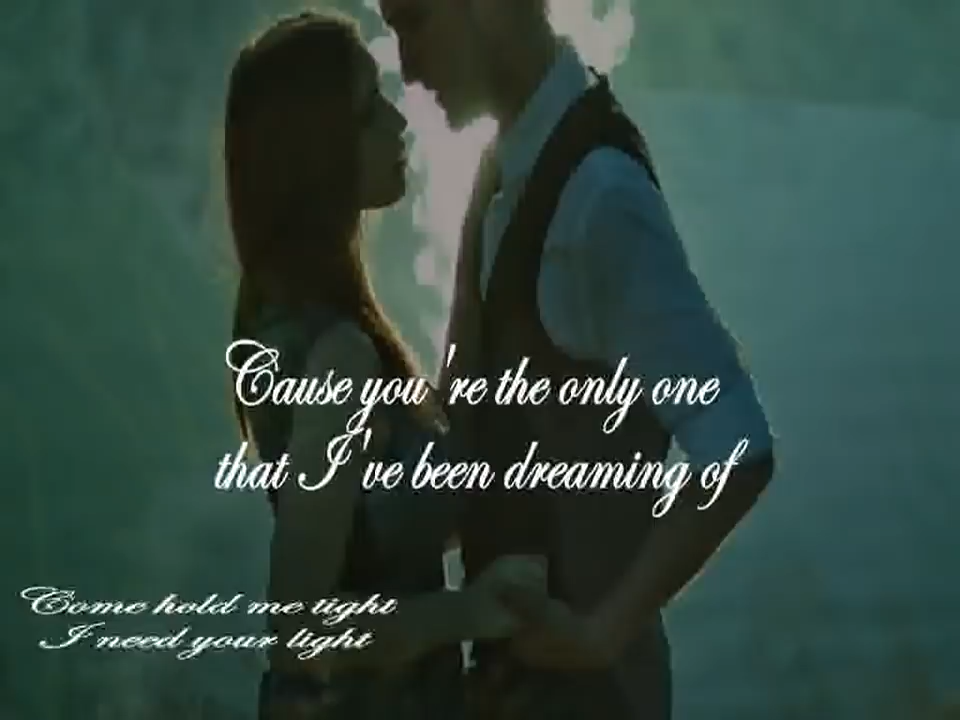 Cause you're the only one
that I've been dreaming of
Come hold me tight
I need your light